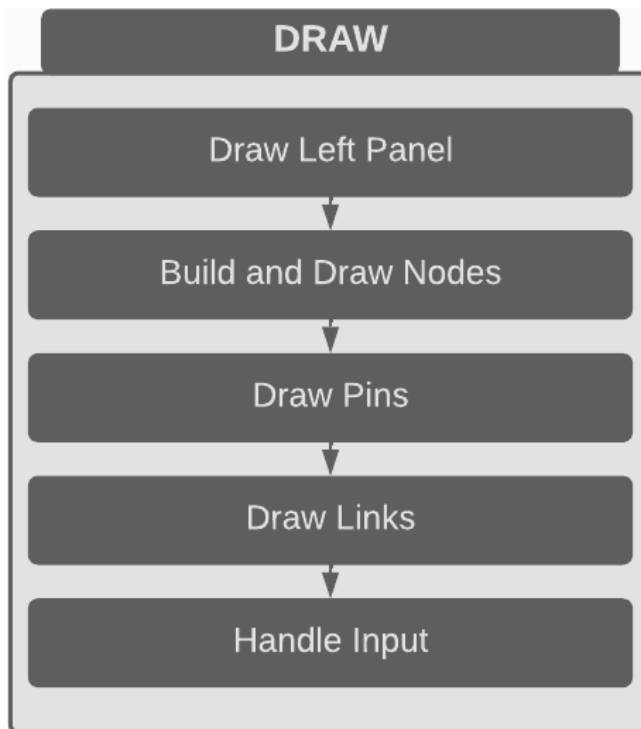 DRAW
Draw Left Panel
Build and Draw Nodes
Draw Pins
Draw Links
Handle Input